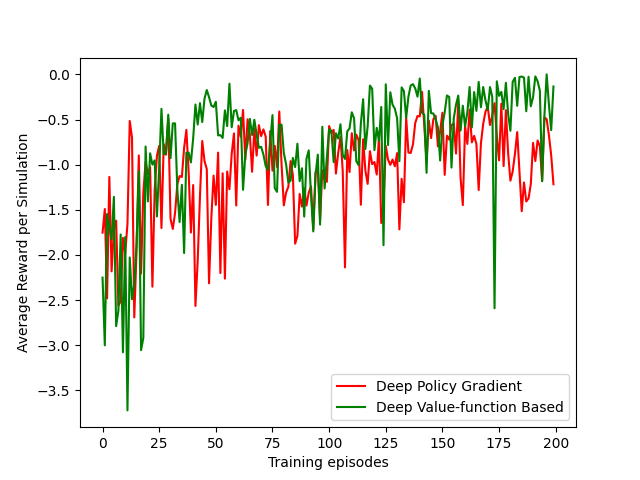 0.0
−0.5
−1.0
−1.5
−2.0
−2.5
−3.0
−3.5
Average Reward per Simulation
Deep Policy Gradient
Deep Value-function Based
0 25 50 75 100 125 150 175 200
Training episodes